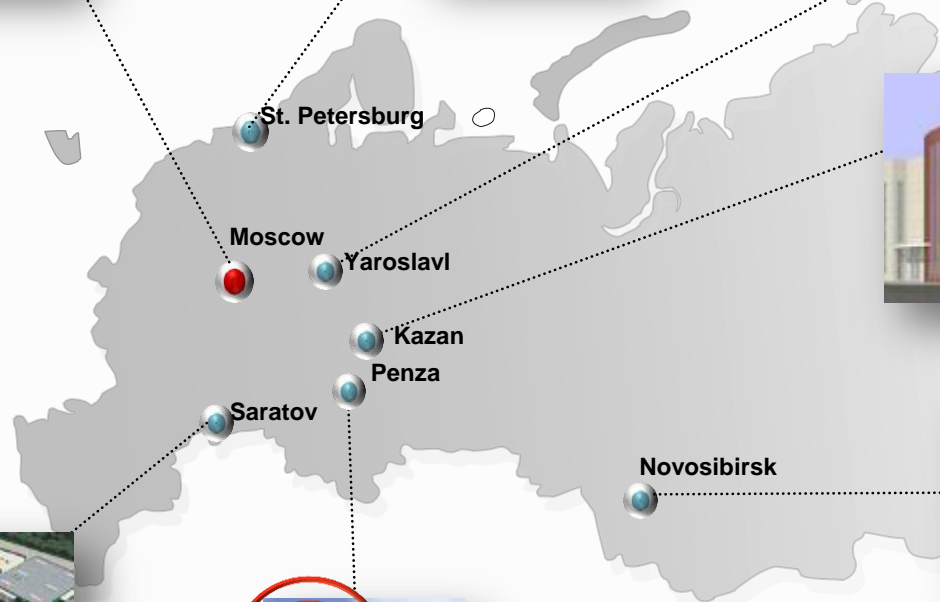 St. Petersburg
Moscow
Yaroslavl
Kazan
Penza
Saratov
Novosibirsk